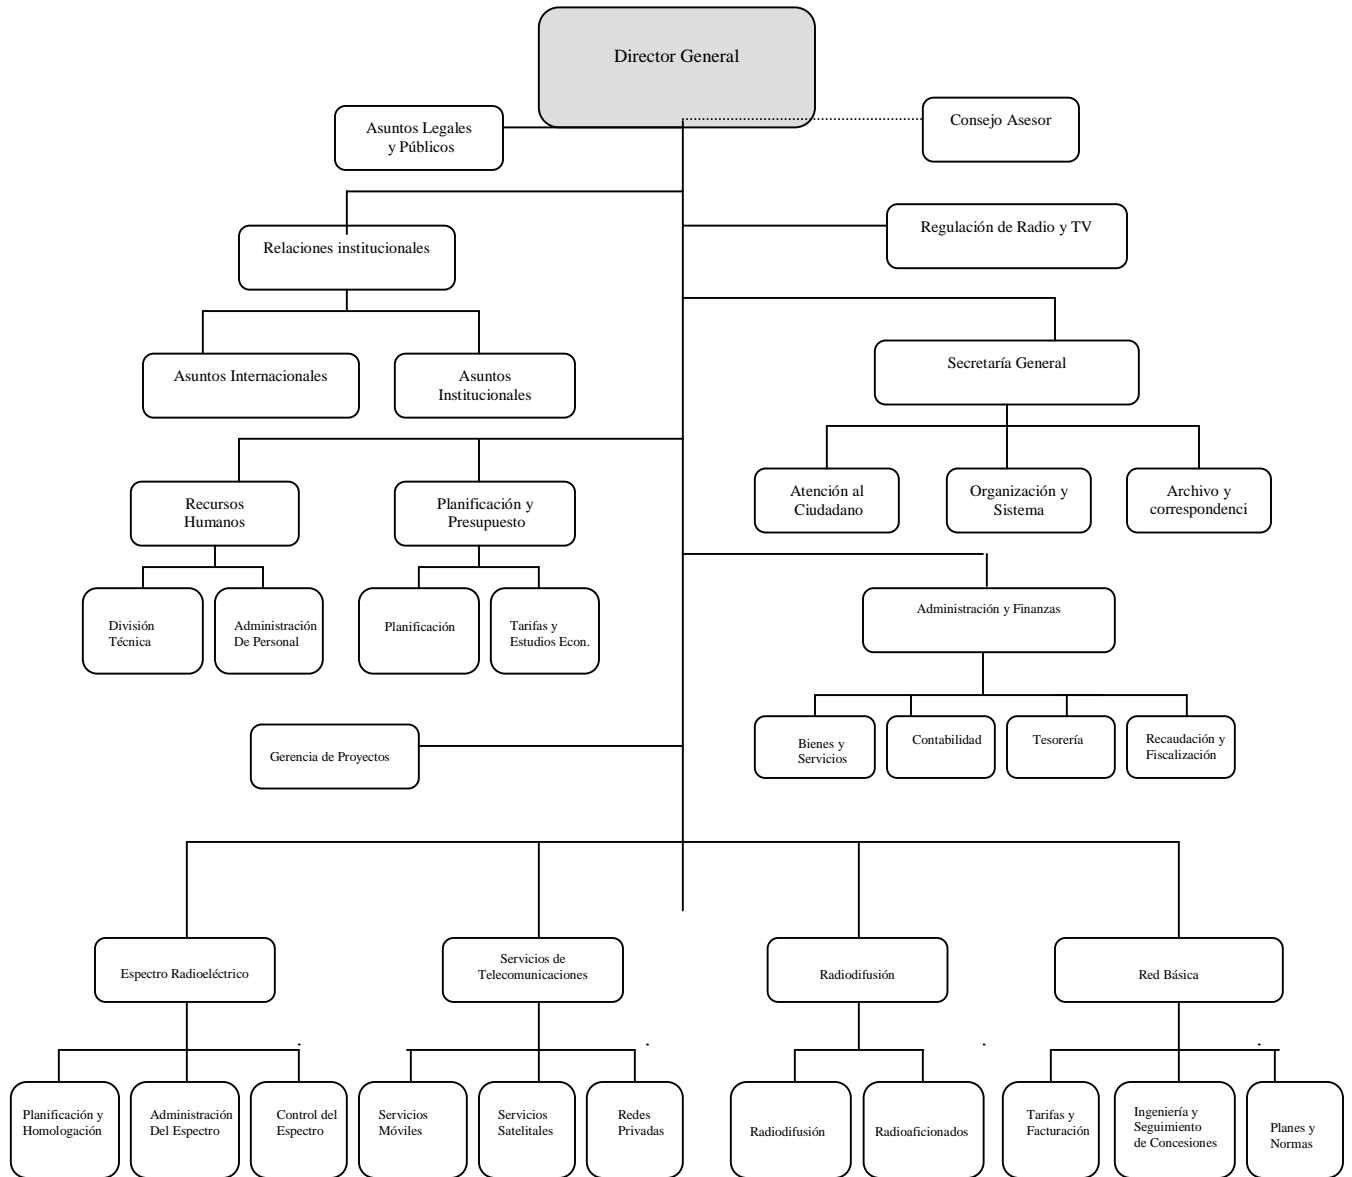 Director General
Asuntos Legales
y Públicos
Consejo Asesor
Relaciones institucionales
Regulación de Radio y TV
Asuntos Internacionales
Asuntos
Institucionales
Secretaría General
Recursos
Humanos
Planificación y
Presupuesto
Atención al
Ciudadano
Organización y
Sistema
Archivo y
correspondenci
División
Técnica
Administración
De Personal
Planificación
Tarifas y
Estudios Econ.
Administración y Finanzas
Gerencia de Proyectos
Bienes y
Servicios
Contabilidad
Tesorería
Recaudación y
Fiscalización
Espectro Radioeléctrico
Servicios de
Telecomunicaciones
Radiodifusión
Red Básica
Planificación y
Homologación
Administración
Del Espectro
Control del
Espectro
Servicios
Móviles
Servicios
Satelitales
Redes
Privadas
Radiodifusión
Radioaficionados
Tarifas y
Facturación
Ingeniería y
Seguimiento
de Concesiones
Planes y
Normas